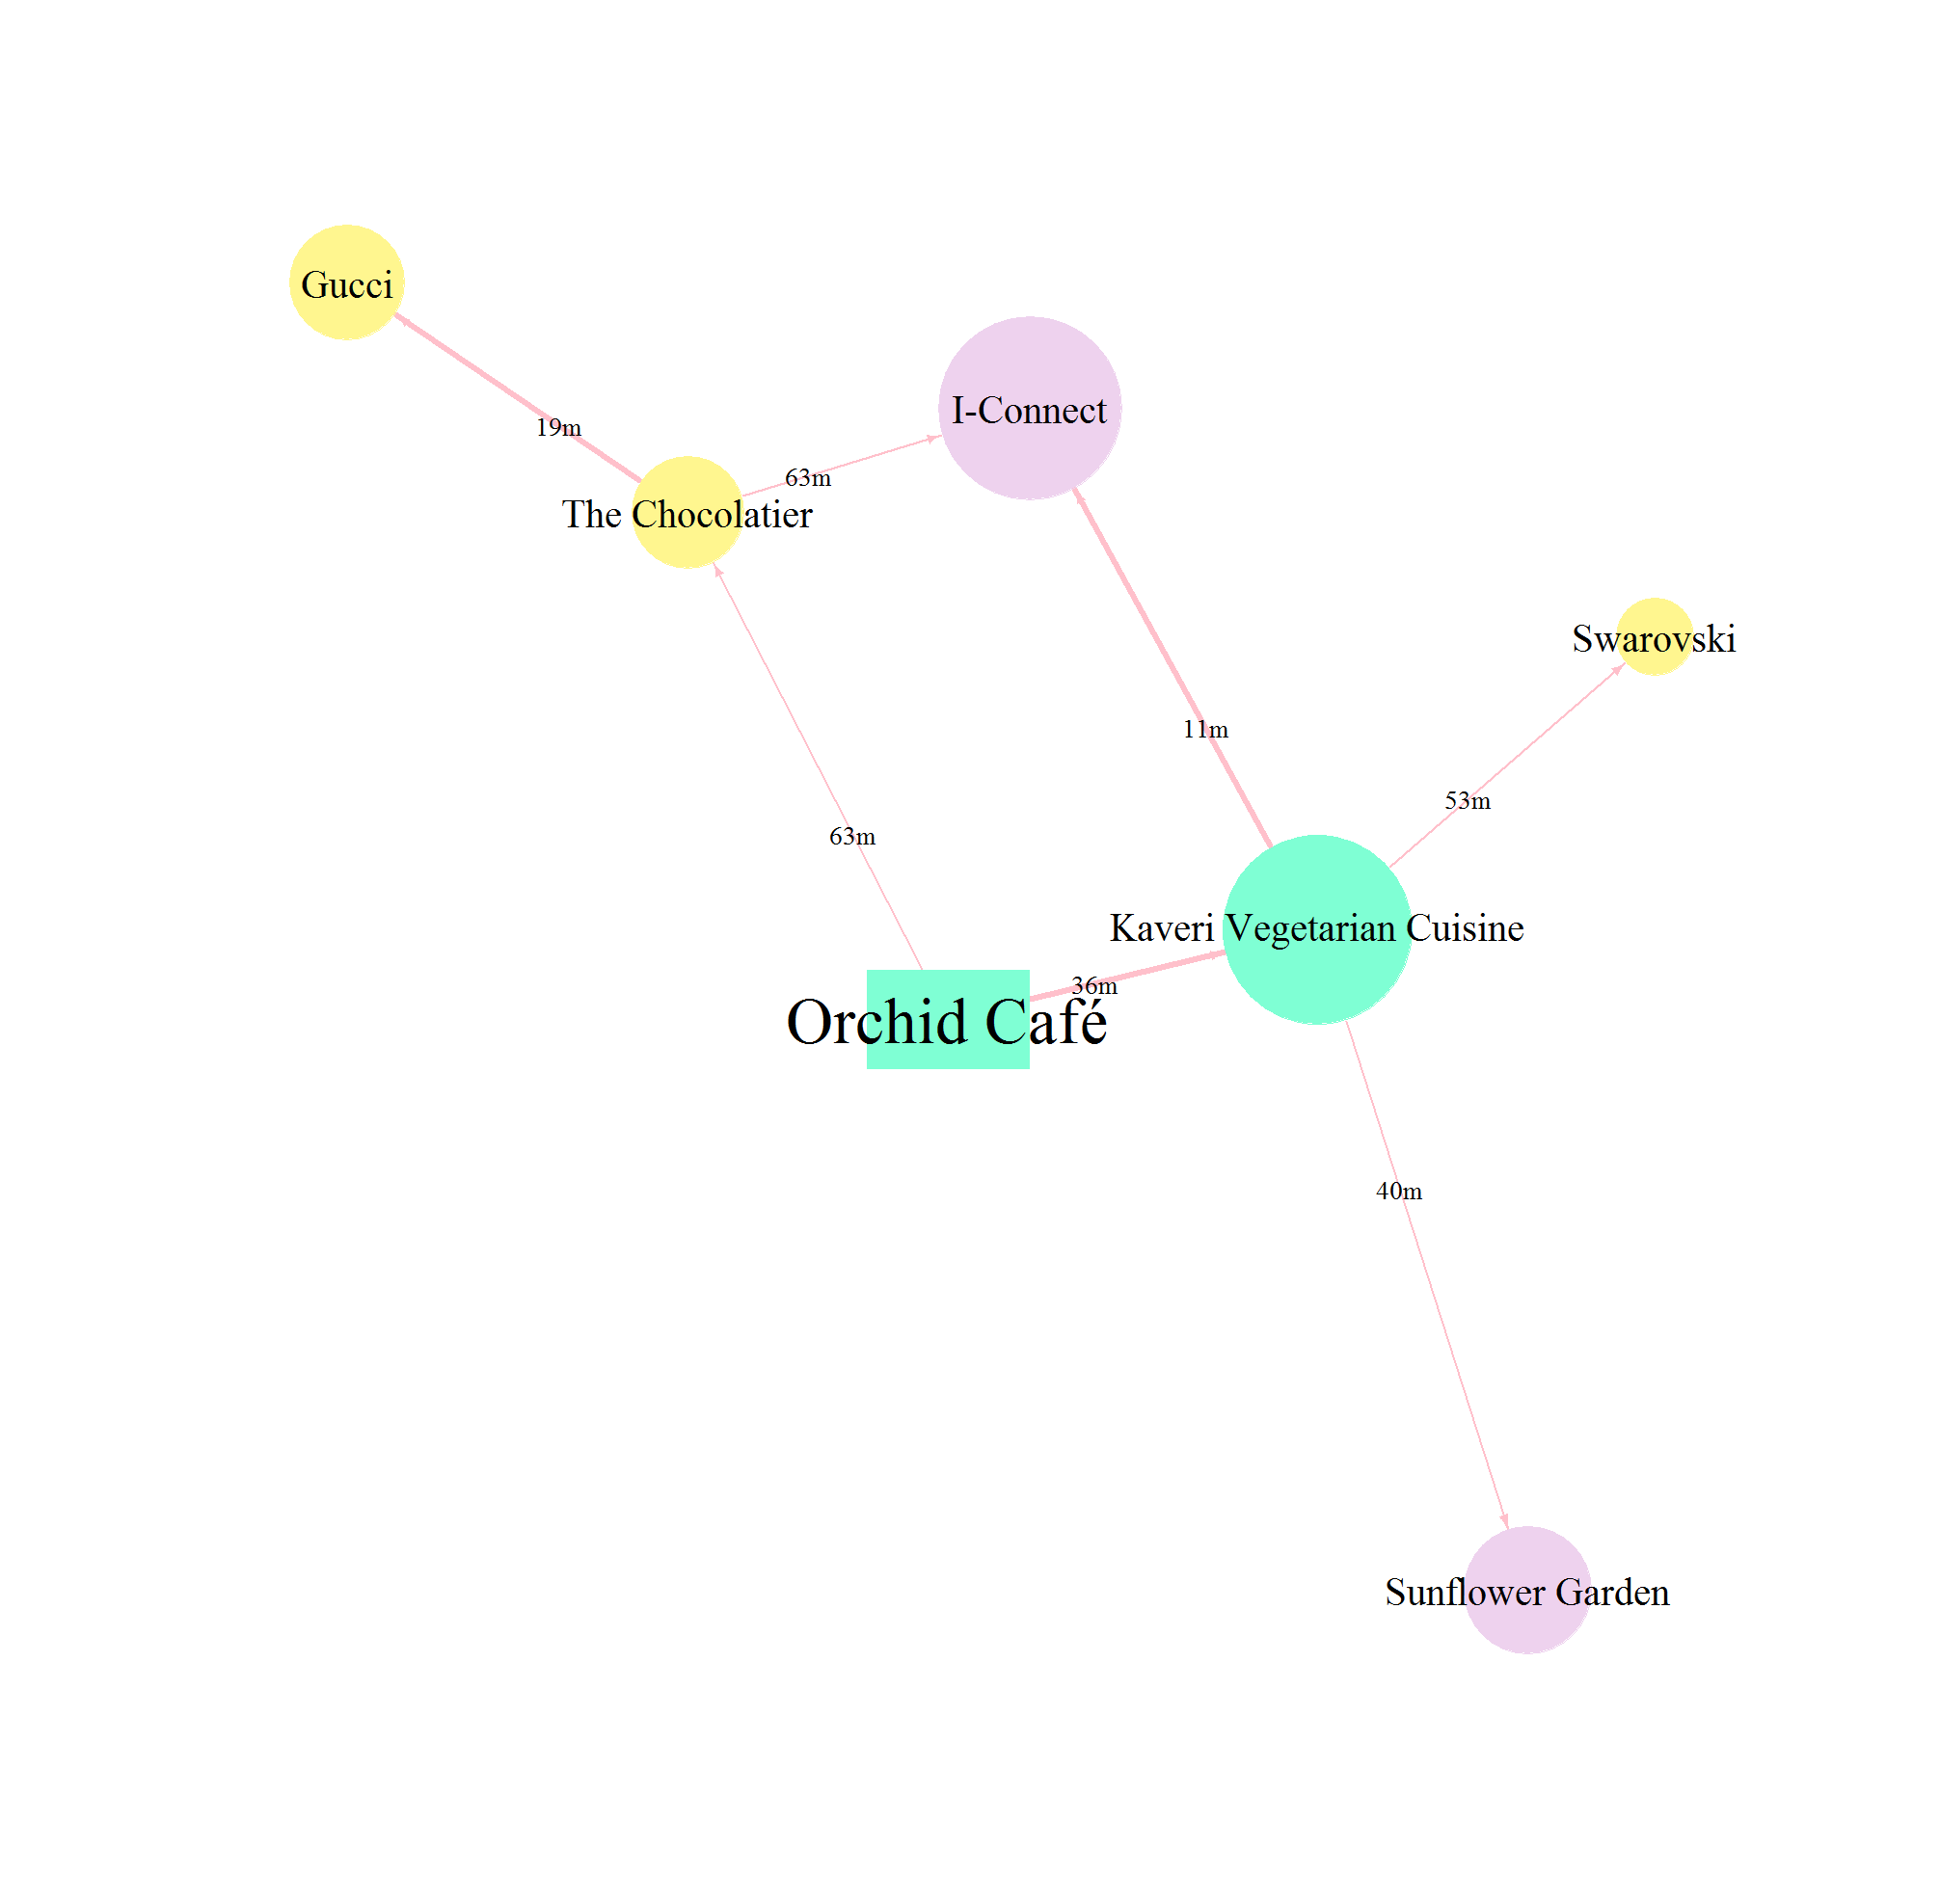 Gucci
I-Connect
19m
63m
The Chocolatier
Swarovski
11m
53m
63m
Kaveri Vegetarian Cuisine
36m
Orchid Café
40m
Sunflower Garden